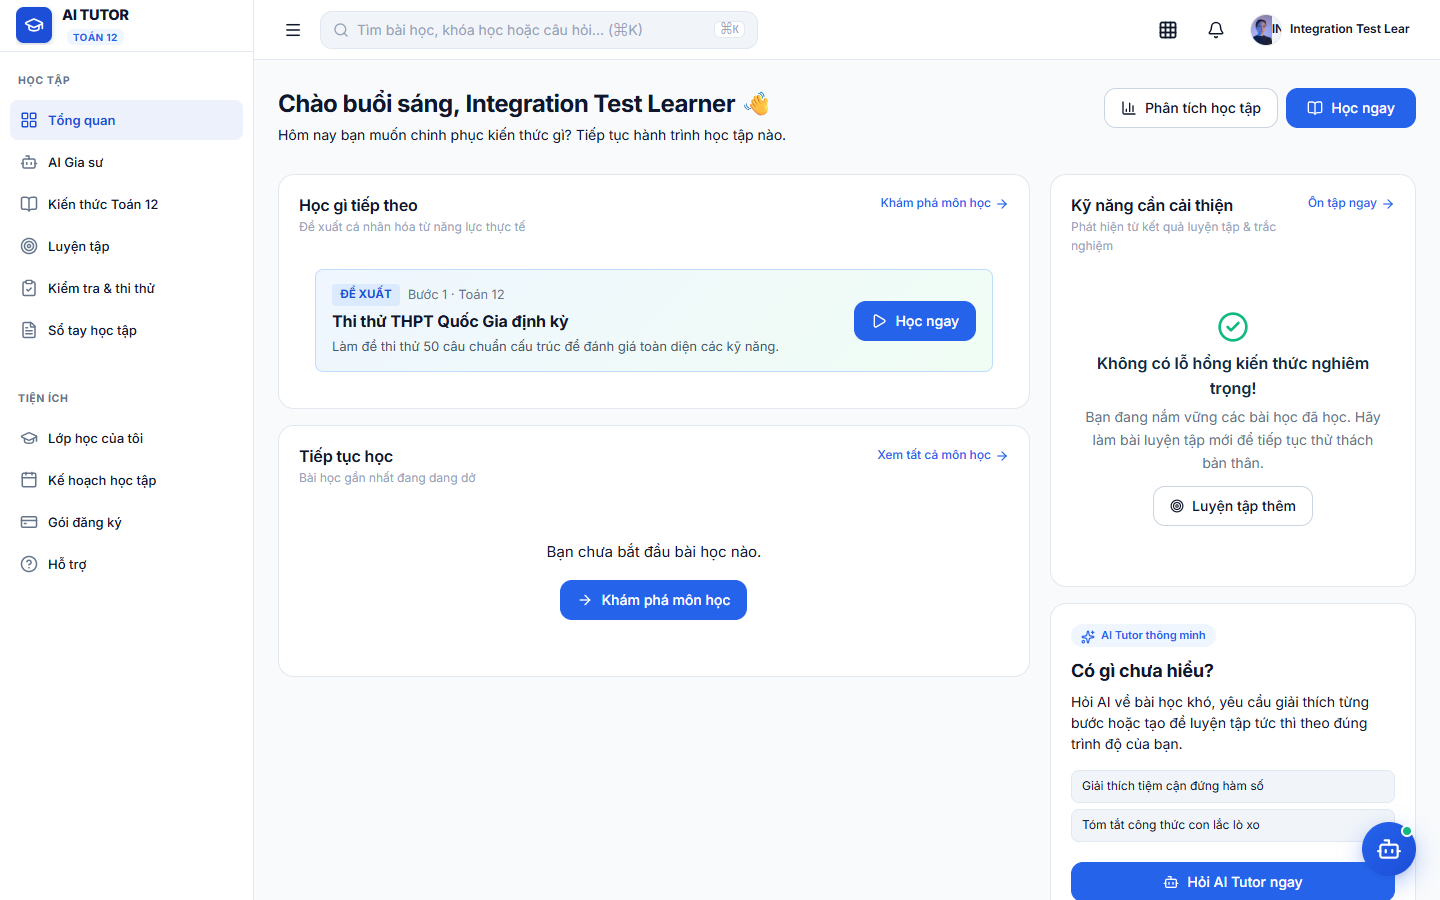 AI TUTOR
TOÁN 12
HỌC TẬP
Tổng quan
AI Gia sư
Kiến thức Toán 12
Luyện tập
Kiểm tra & thi thử
Sổ tay học tập
TIỆN ÍCH
Lớp học của tôi
Kế hoạch học tập
Gói đăng ký
Hỗ trợ
Tìm bài học, khóa học hoặc câu hỏi... (⌘K)
⌘K
IN
Integration Test Lear
Chào buổi sáng, Integration Test Learner 👋
Hôm nay bạn muốn chinh phục kiến thức gì? Tiếp tục hành trình học tập nào.
Phân tích học tập
Học ngay
Học gì tiếp theo
Khám phá môn học →
Đề xuất cá nhân hóa từ năng lực thực tế
ĐỀ XUẤT
Bước 1 · Toán 12
Thi thử THPT Quốc Gia định kỳ
Làm đề thi thử 50 câu chuẩn cấu trúc để đánh giá toàn diện các kỹ năng.
Học ngay
Tiếp tục học
Xem tất cả môn học →
Bài học gần nhất đang dang dở
Bạn chưa bắt đầu bài học nào.
→ Khám phá môn học
Kỹ năng cần cải thiện
Ôn tập ngay →
Phát hiện từ kết quả luyện tập & trắc
nghiệm
Không có lỗ hổng kiến thức nghiêm
trọng!
Bạn đang nắm vững các bài học đã học. Hãy
làm bài luyện tập mới để tiếp tục thử thách
bản thân.
Luyện tập thêm
AI Tutor thông minh
Có gì chưa hiểu?
Hỏi AI về bài học khó, yêu cầu giải thích từng
bước hoặc tạo đề luyện tập tức thì theo đúng
trình độ của bạn.
Giải thích tiệm cận đứng hàm số
Tóm tắt công thức con lắc lò xo
Hỏi AI Tutor ngay